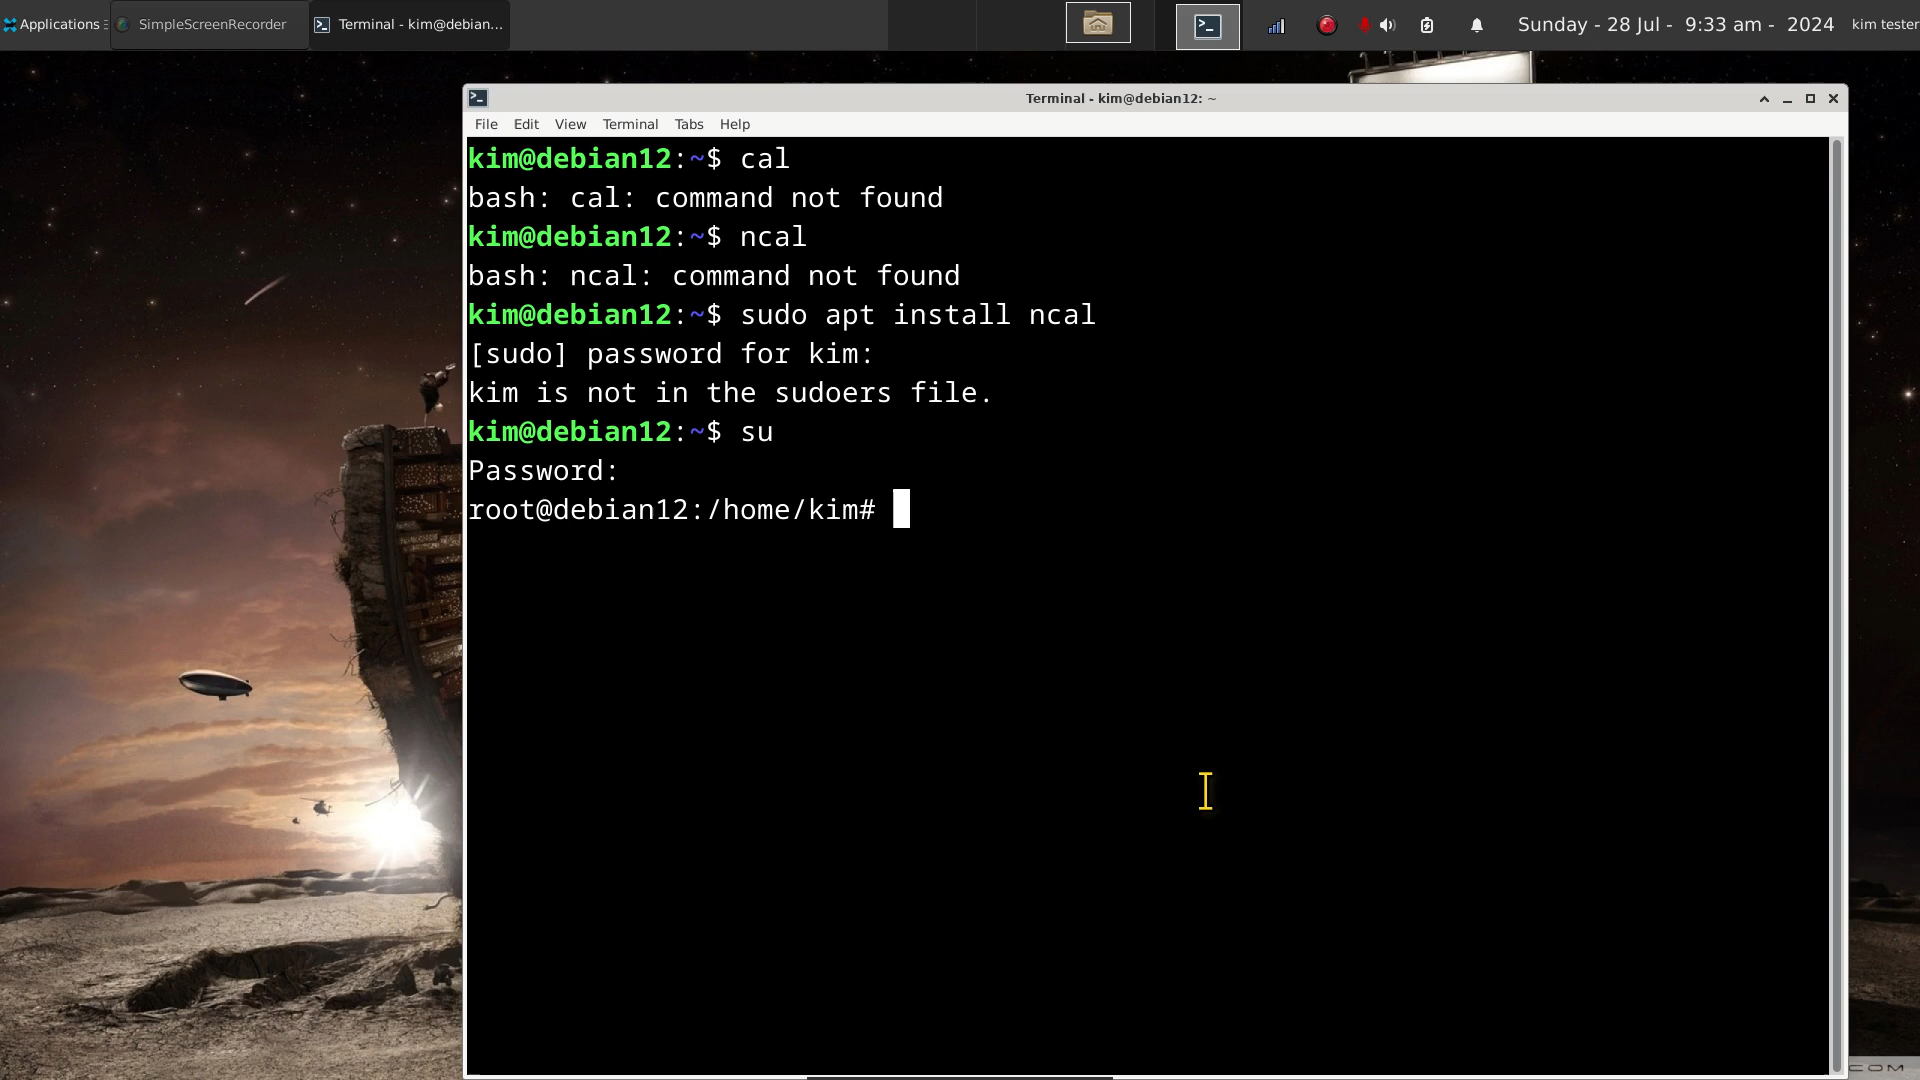 Applications
SimpleScreenRecorder
Terminal - kim@debian...
Sunday - 28 Jul -  9:33 am -  2024
kim tester
Terminal - kim@debian12: ~
File Edit View Terminal Tabs Help
kim@debian12:~$ cal
bash: cal: command not found
kim@debian12:~$ ncal
bash: ncal: command not found
kim@debian12:~$ sudo apt install ncal
[sudo] password for kim:
kim is not in the sudoers file.
kim@debian12:~$ su
Password:
root@debian12:/home/kim#
COM